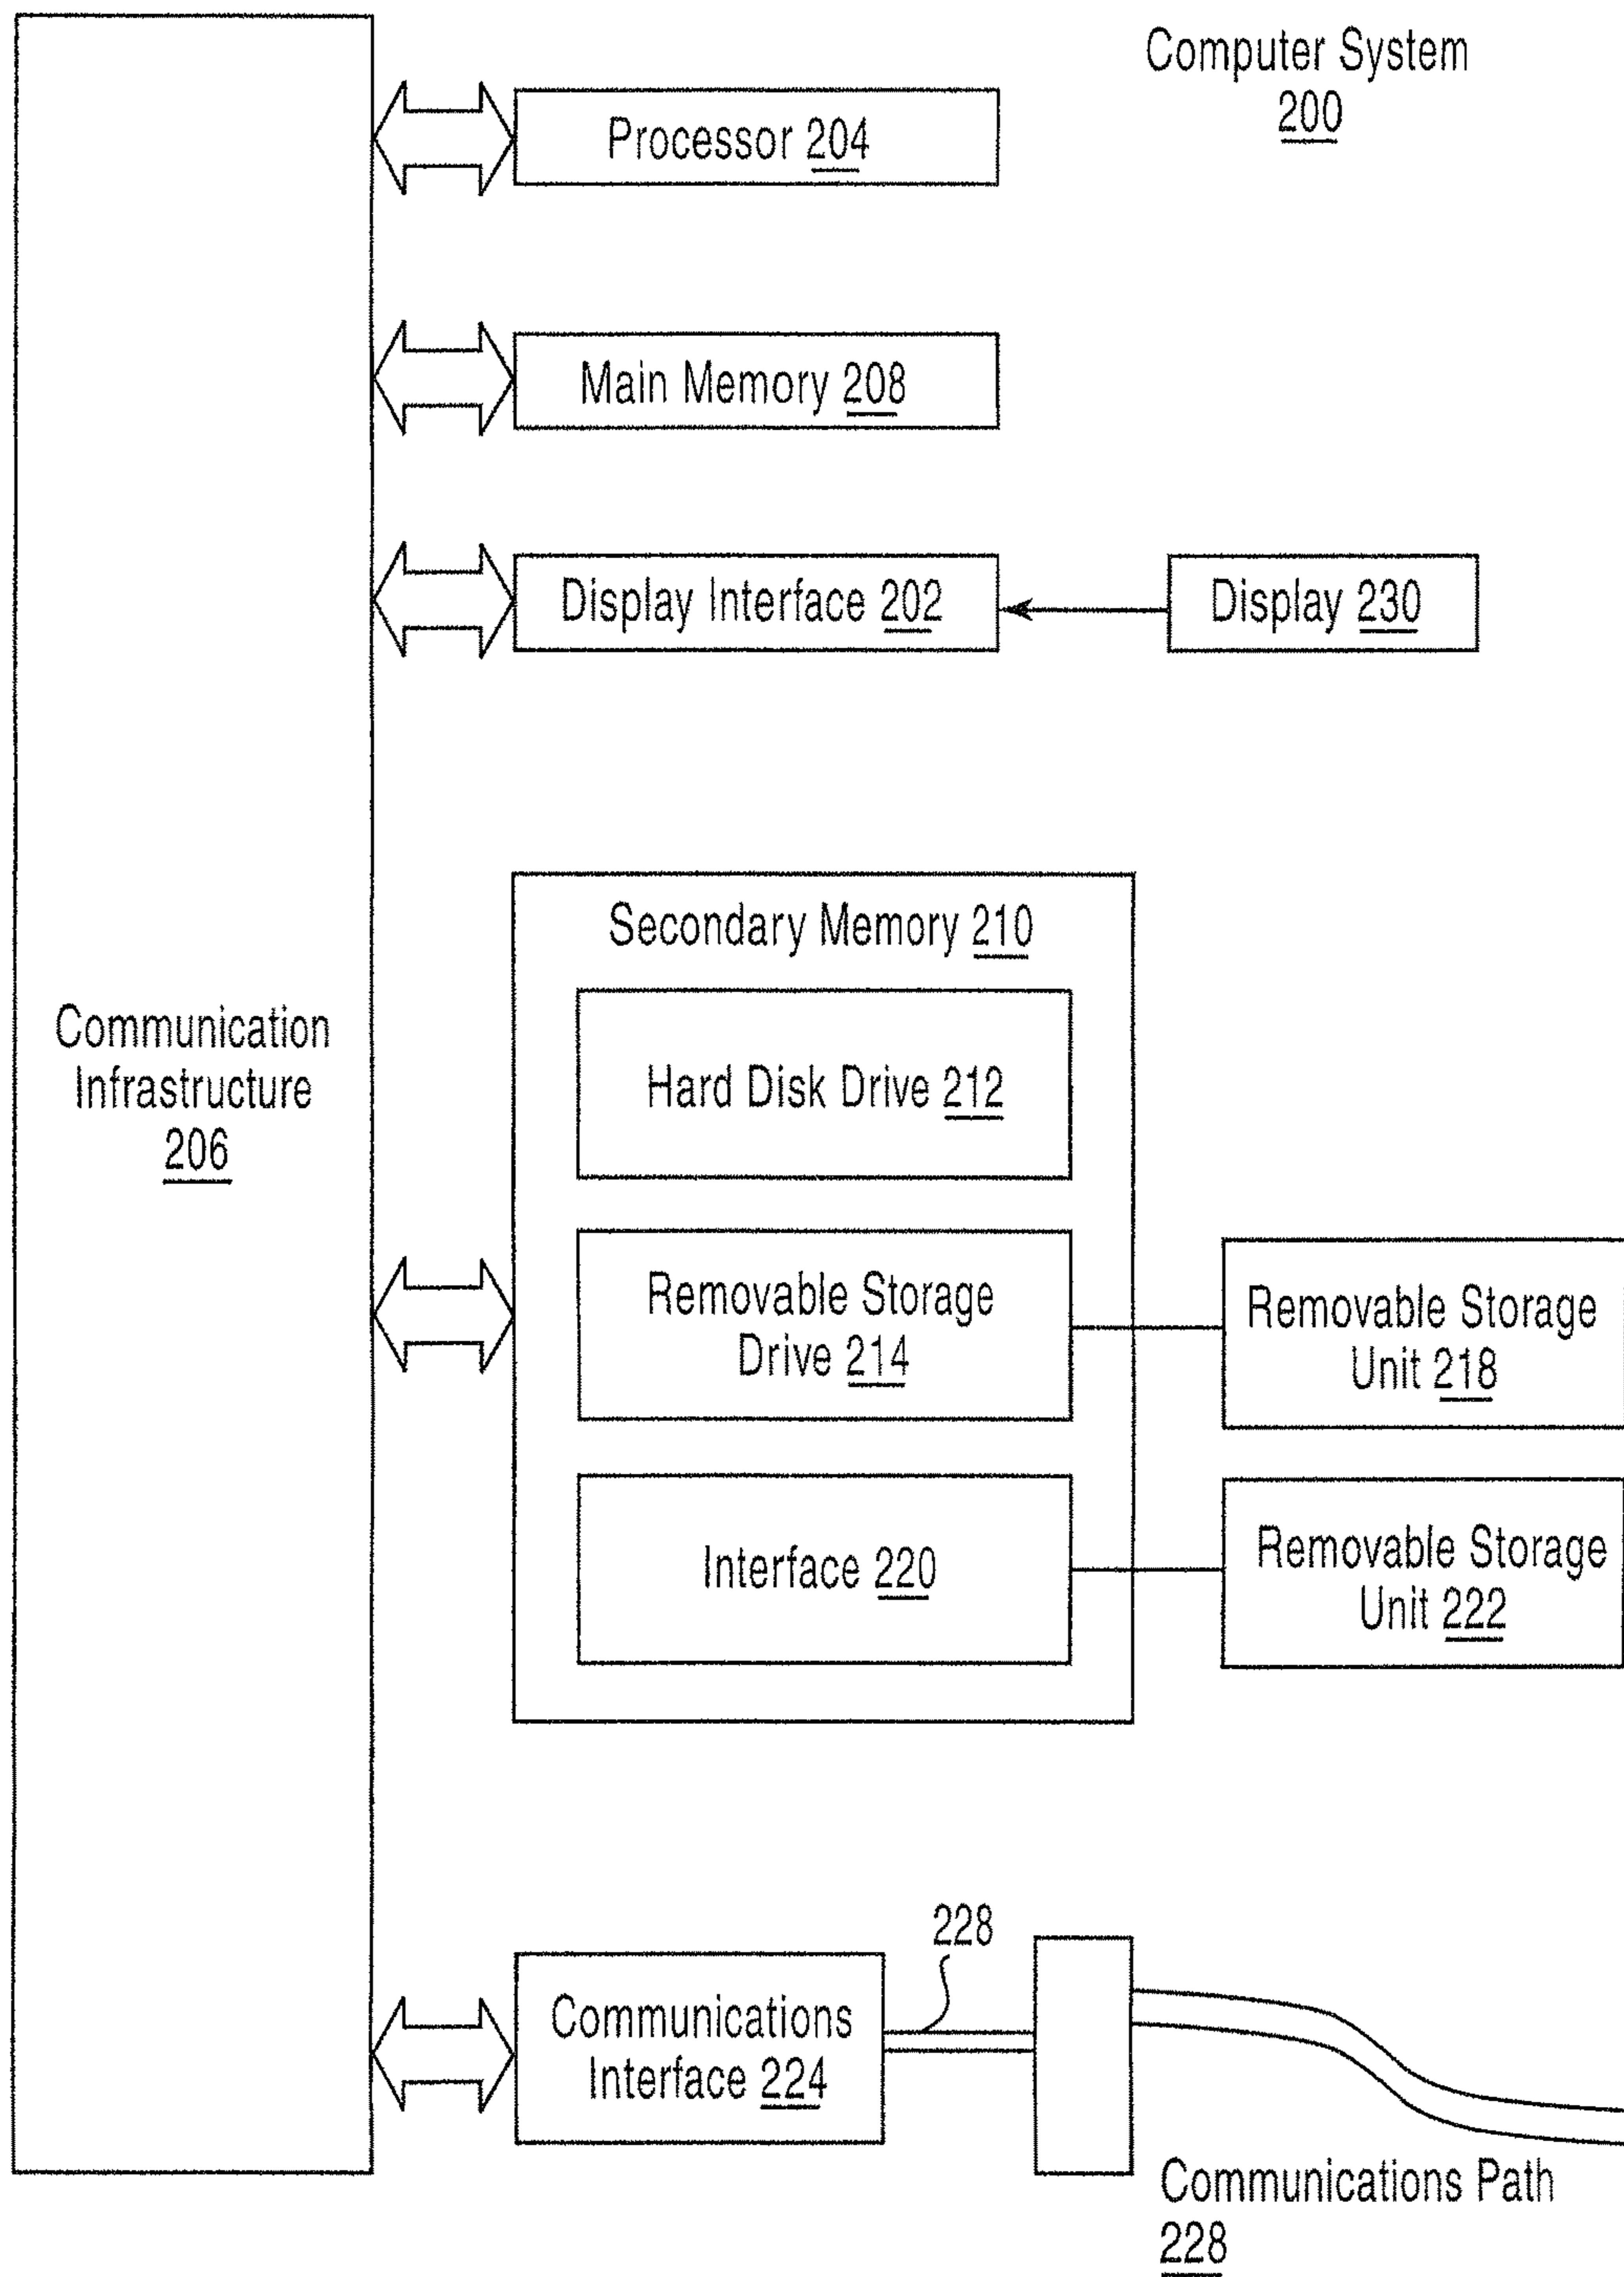 Computer System
200
Processor 204
Main Memory 208
Display Interface 202
Display 230
Secondary Memory 210
Hard Disk Drive 212
Communication
Infrastructure
206
Removable Storage
Drive 214
Removable Storage
Unit 218
Interface 220
Removable Storage
Unit 222
228
Communications
Interface 224
Communications Path
228